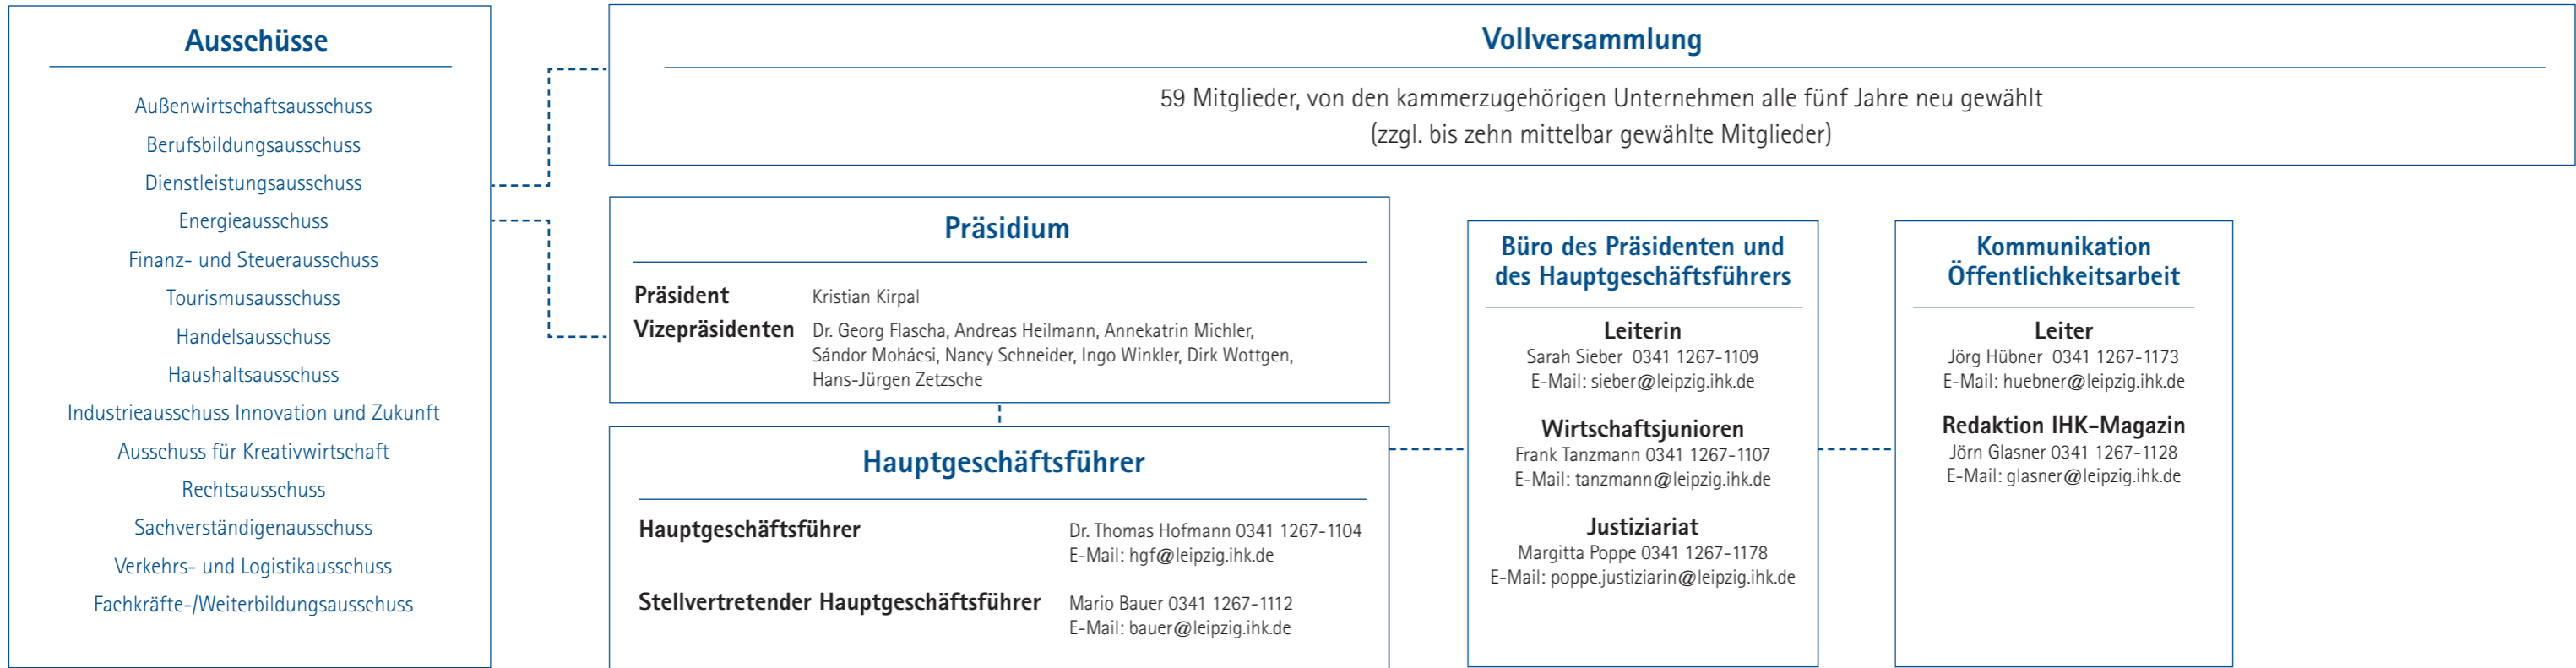 Ausschüsse
Außenwirtschaftsausschuss
Berufsbildungsausschuss
Dienstleistungsausschuss
Energieausschuss
Finanz- und Steuerausschuss
Tourismusausschuss
Handelsausschuss
Haushaltsausschuss
Industrieausschuss Innovation und Zukunft
Ausschuss für Kreativwirtschaft
Rechtsausschuss
Sachverständigenausschuss
Verkehrs- und Logistikausschuss
Fachkräfte-/Weiterbildungsausschuss
Vollversammlung
59 Mitglieder, von den kammerzugehörigen Unternehmen alle fünf Jahre neu gewählt
(zzgl. bis zehn mittelbar gewählte Mitglieder)
Präsidium
Präsident Kristian Kirpal
Vizepräsidenten Dr. Georg Flascha, Andreas Heilmann, Annekatrin Michler,
Sándor Mohácsi, Nancy Schneider, Ingo Winkler, Dirk Wottgen,
Hans-Jürgen Zetzsche
Hauptgeschäftsführer
Hauptgeschäftsführer Dr. Thomas Hofmann 0341 1267-1104
E-Mail: hgf@leipzig.ihk.de
Stellvertretender Hauptgeschäftsführer Mario Bauer 0341 1267-1112
E-Mail: bauer@leipzig.ihk.de
Büro des Präsidenten und
des Hauptgeschäftsführers
Leiterin
Sarah Sieber 0341 1267-1109
E-Mail: sieber@leipzig.ihk.de
Wirtschaftsjunioren
Frank Tanzmann 0341 1267-1107
E-Mail: tanzmann@leipzig.ihk.de
Justiziariat
Margitta Poppe 0341 1267-1178
E-Mail: poppe.justiziarin@leipzig.ihk.de
Kommunikation
Öffentlichkeitsarbeit
Leiter
Jörg Hübner 0341 1267-1173
E-Mail: huebner@leipzig.ihk.de
Redaktion IHK-Magazin
Jörn Glasner 0341 1267-1128
E-Mail: glasner@leipzig.ihk.de